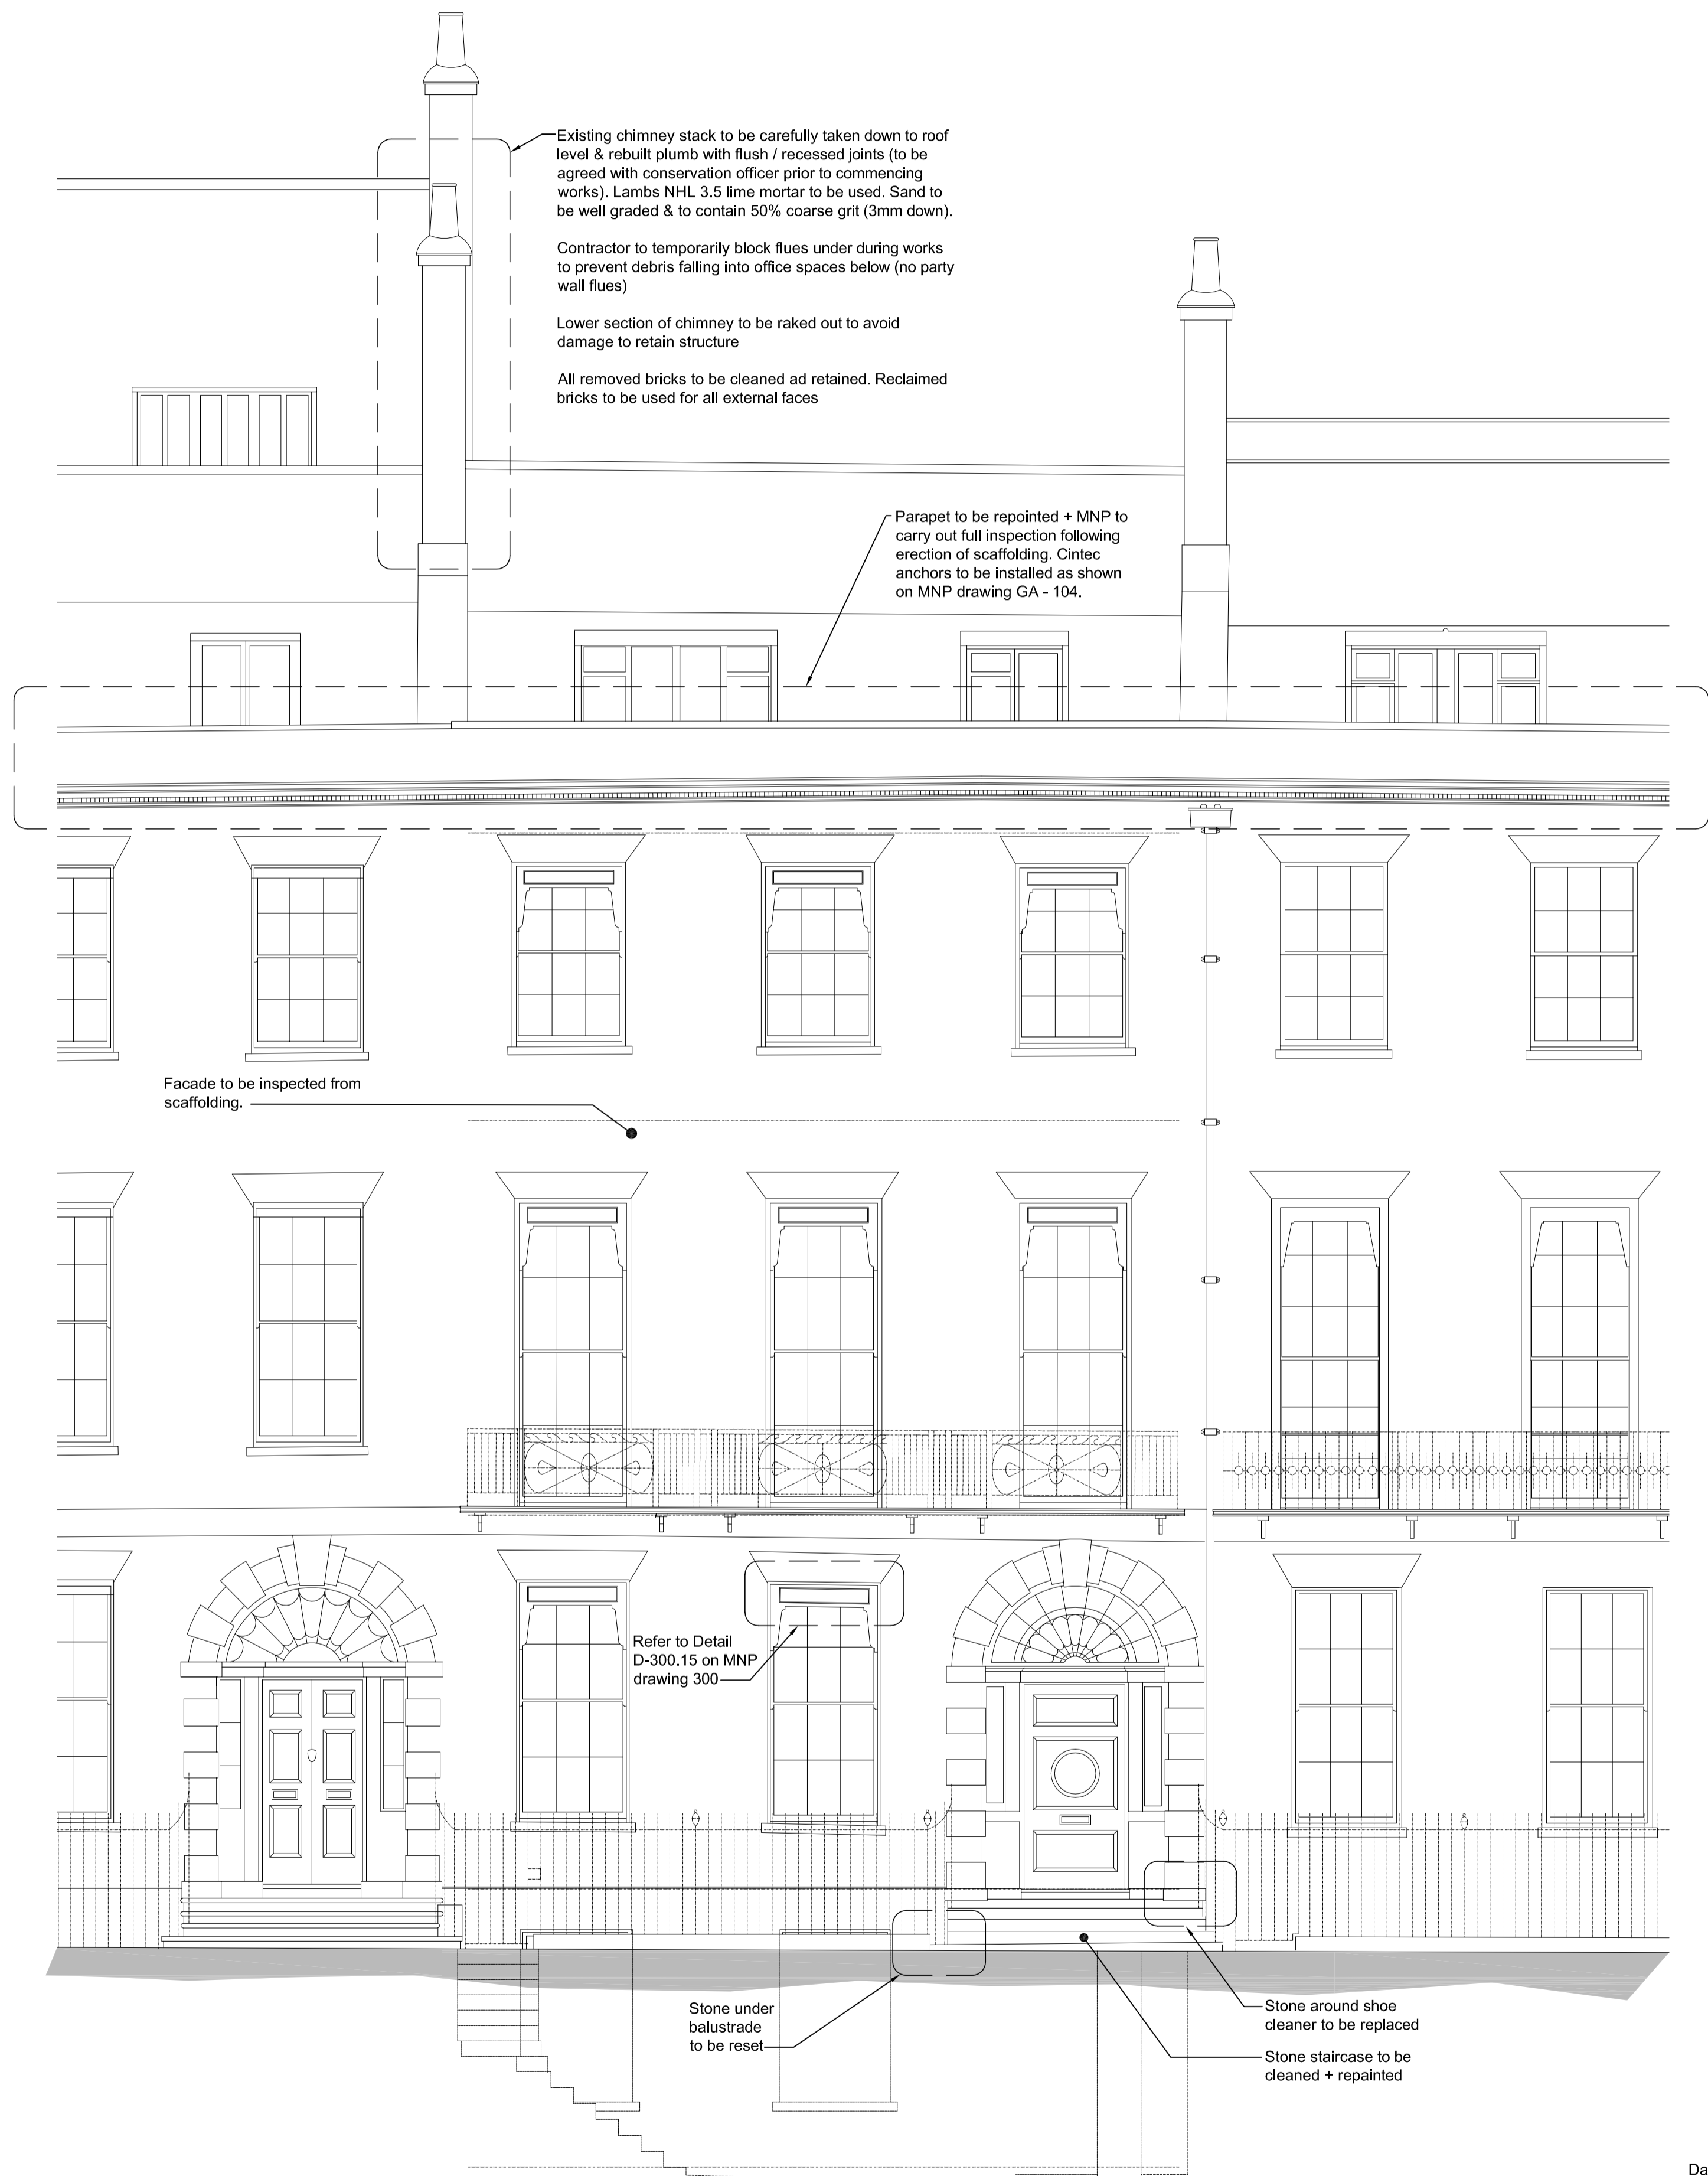 Existing chimney stack to be carefully taken down to roof
level & rebuilt plumb with flush / recessed joints (to be
agreed with conservation officer prior to commencing
works). Lambs NHL 3.5 lime mortar to be used. Sand to
be well graded & to contain 50% coarse grit (3mm down).
Contractor to temporarily block flues under during works
to prevent debris falling into office spaces below (no party
wall flues)
Lower section of chimney to be raked out to avoid
damage to retain structure
All removed bricks to be cleaned ad retained. Reclaimed
bricks to be used for all external faces
Parapet to be repointed + MNP to
carry out full inspection following
erection of scaffolding. Cintec
anchors to be installed as shown
on MNP drawing GA - 104.
Facade to be inspected from
scaffolding.
Refer to Detail
D-300.15 on MNP
drawing 300
Stone under
balustrade
to be reset
Stone around shoe
cleaner to be replaced
Stone staircase to be
cleaned + repainted
Da